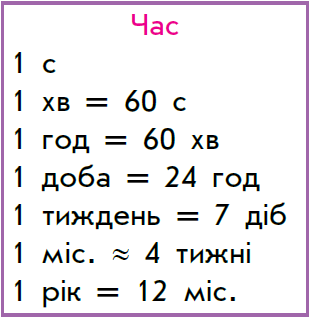 Час
1 с
1 хв = 60 с
1 год = 60 хв
1 доба = 24 год
1 тиждень = 7 діб
1 міс. ≈ 4 тижні
1 рік = 12 міс.